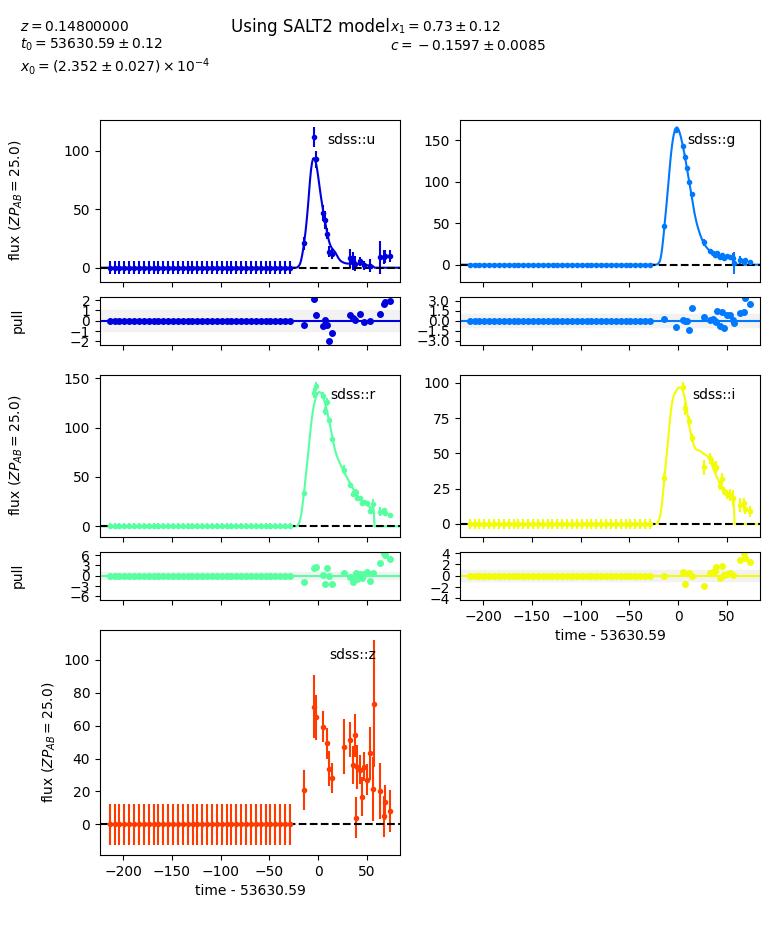 Using SALT2 model
z = 0.14800000
t₀ = 53630.59 ± 0.12
x₀ = (2.352 ± 0.027) × 10⁻⁴
x₁ = 0.73 ± 0.12
c = −0.1597 ± 0.0085
sdss::u
flux (ZP_AB = 25.0)
100
50
0
pull
2
1
0
−1
−2
sdss::g
150
100
50
0
3.0
1.5
0.0
−1.5
−3.0
sdss::r
flux (ZP_AB = 25.0)
150
100
50
0
pull
6
3
0
−3
−6
sdss::i
100
75
50
25
0
4
2
0
−2
−4
−200 −150 −100 −50 0 50
time - 53630.59
sdss::z
flux (ZP_AB = 25.0)
100
80
60
40
20
0
−200 −150 −100 −50 0 50
time - 53630.59